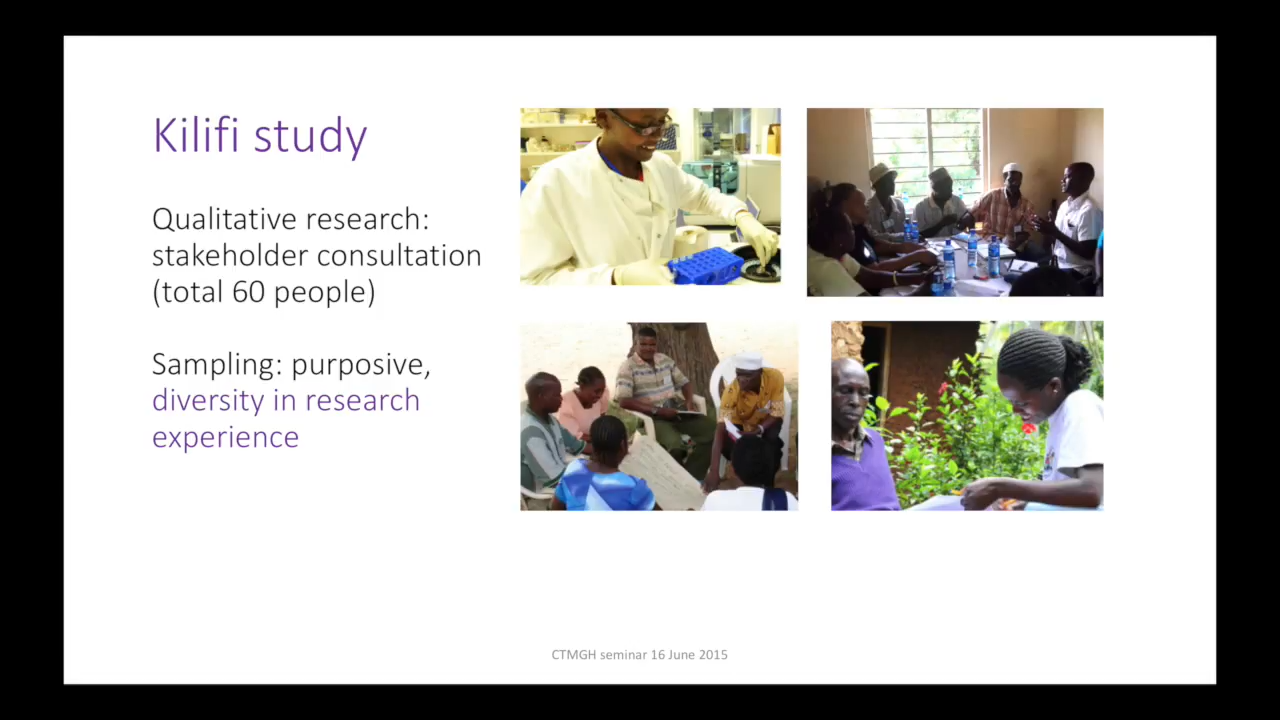 Kilifi study
Qualitative research:
stakeholder consultation
(total 60 people)
Sampling: purposive,
diversity in research
experience
CTMGH seminar 16 June 2015